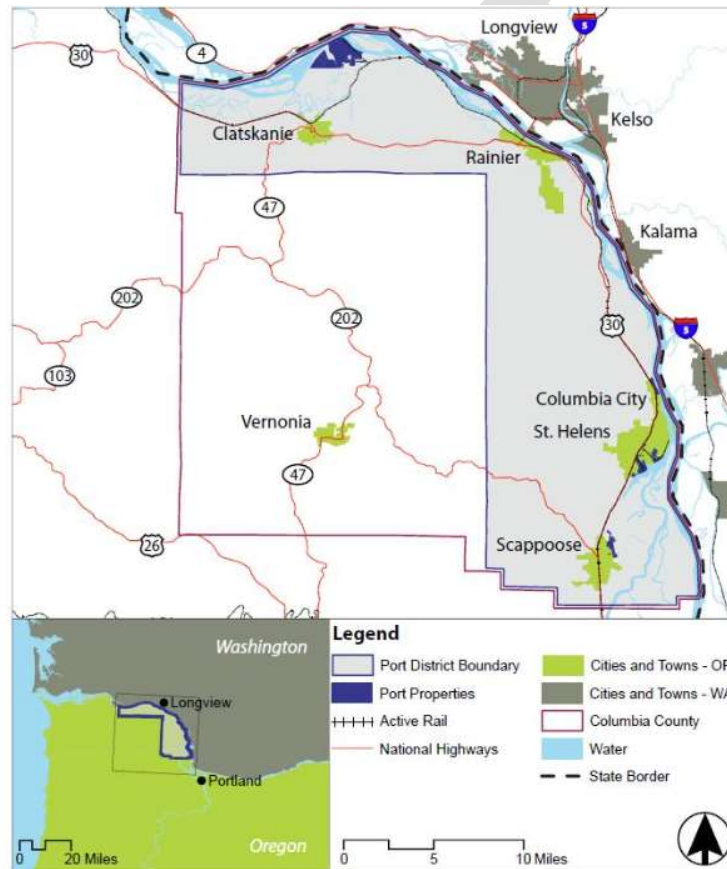 Longview
5
4
30
Kelso
Clatskanie
Rainier
47
Kalama
202
202
30
5
103
Columbia City
Vernonia
St. Helens
47
26
Scappoose
Washington
Longview
Portland
Oregon
0 20 Miles
Legend
Port District Boundary
Port Properties
Active Rail
National Highways
Cities and Towns - OR
Cities and Towns - WA
Columbia County
Water
State Border
0 5 10 Miles